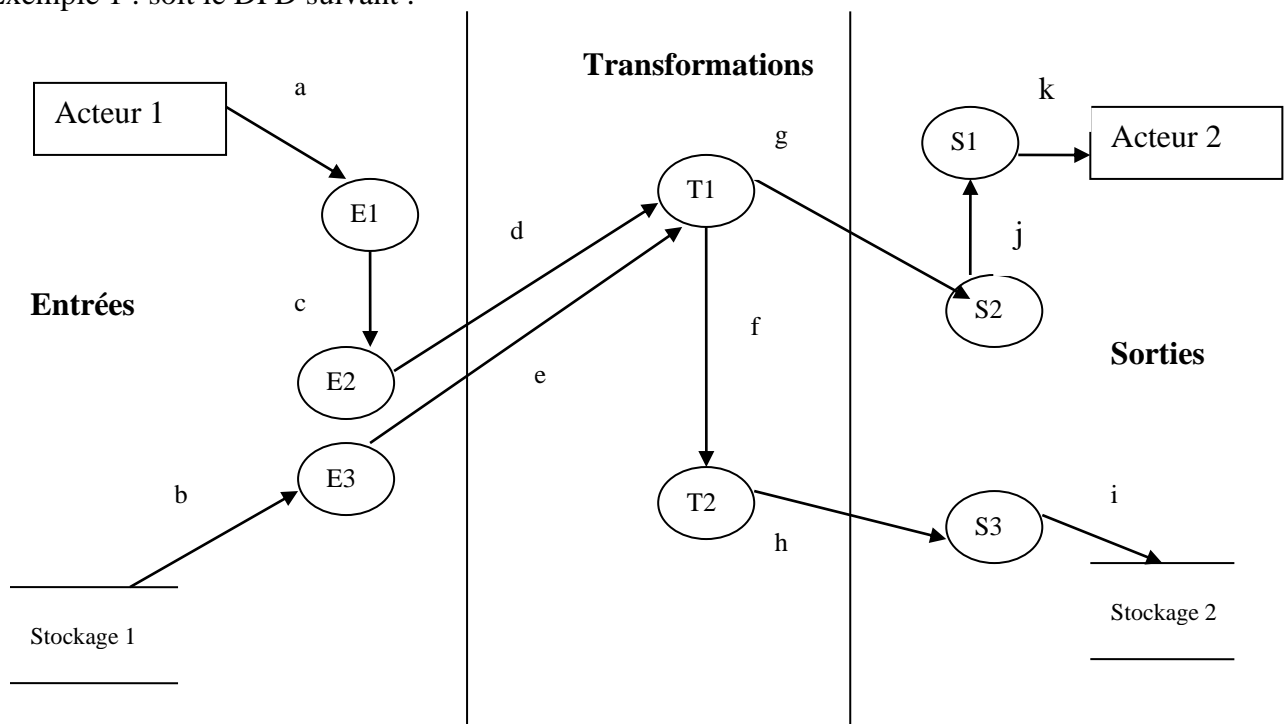 Exemple 1 : soit le DFD suivant :
Transformations
a
k
Acteur 1
Acteur 2
S1
g
T1
E1
d
j
Entrées
c
S2
f
Sorties
E2
e
E3
b
T2
S3
i
h
Stockage 1
Stockage 2